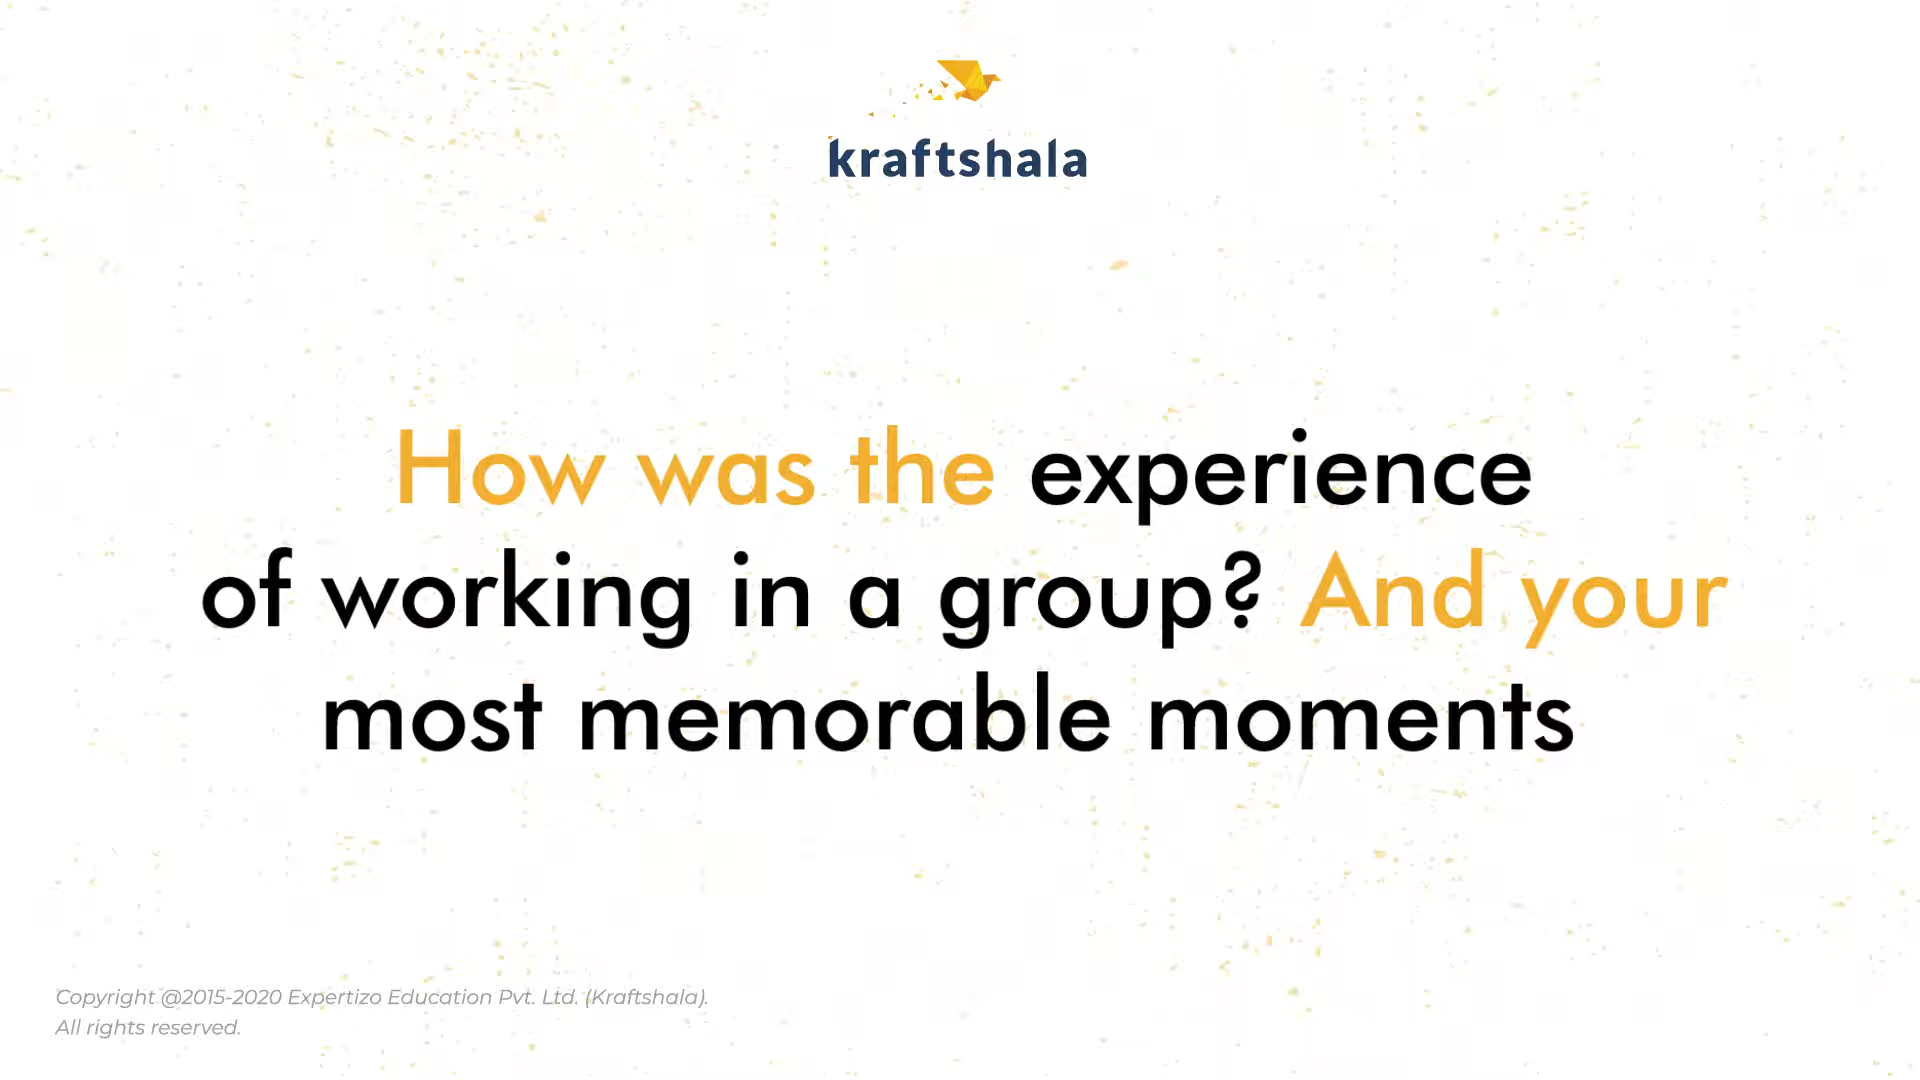 kraftshala
How was the experience
of working in a group? And your
most memorable moments
Copyright @2015-2020 Expertizo Education Pvt. Ltd. (Kraftshala).
All rights reserved.